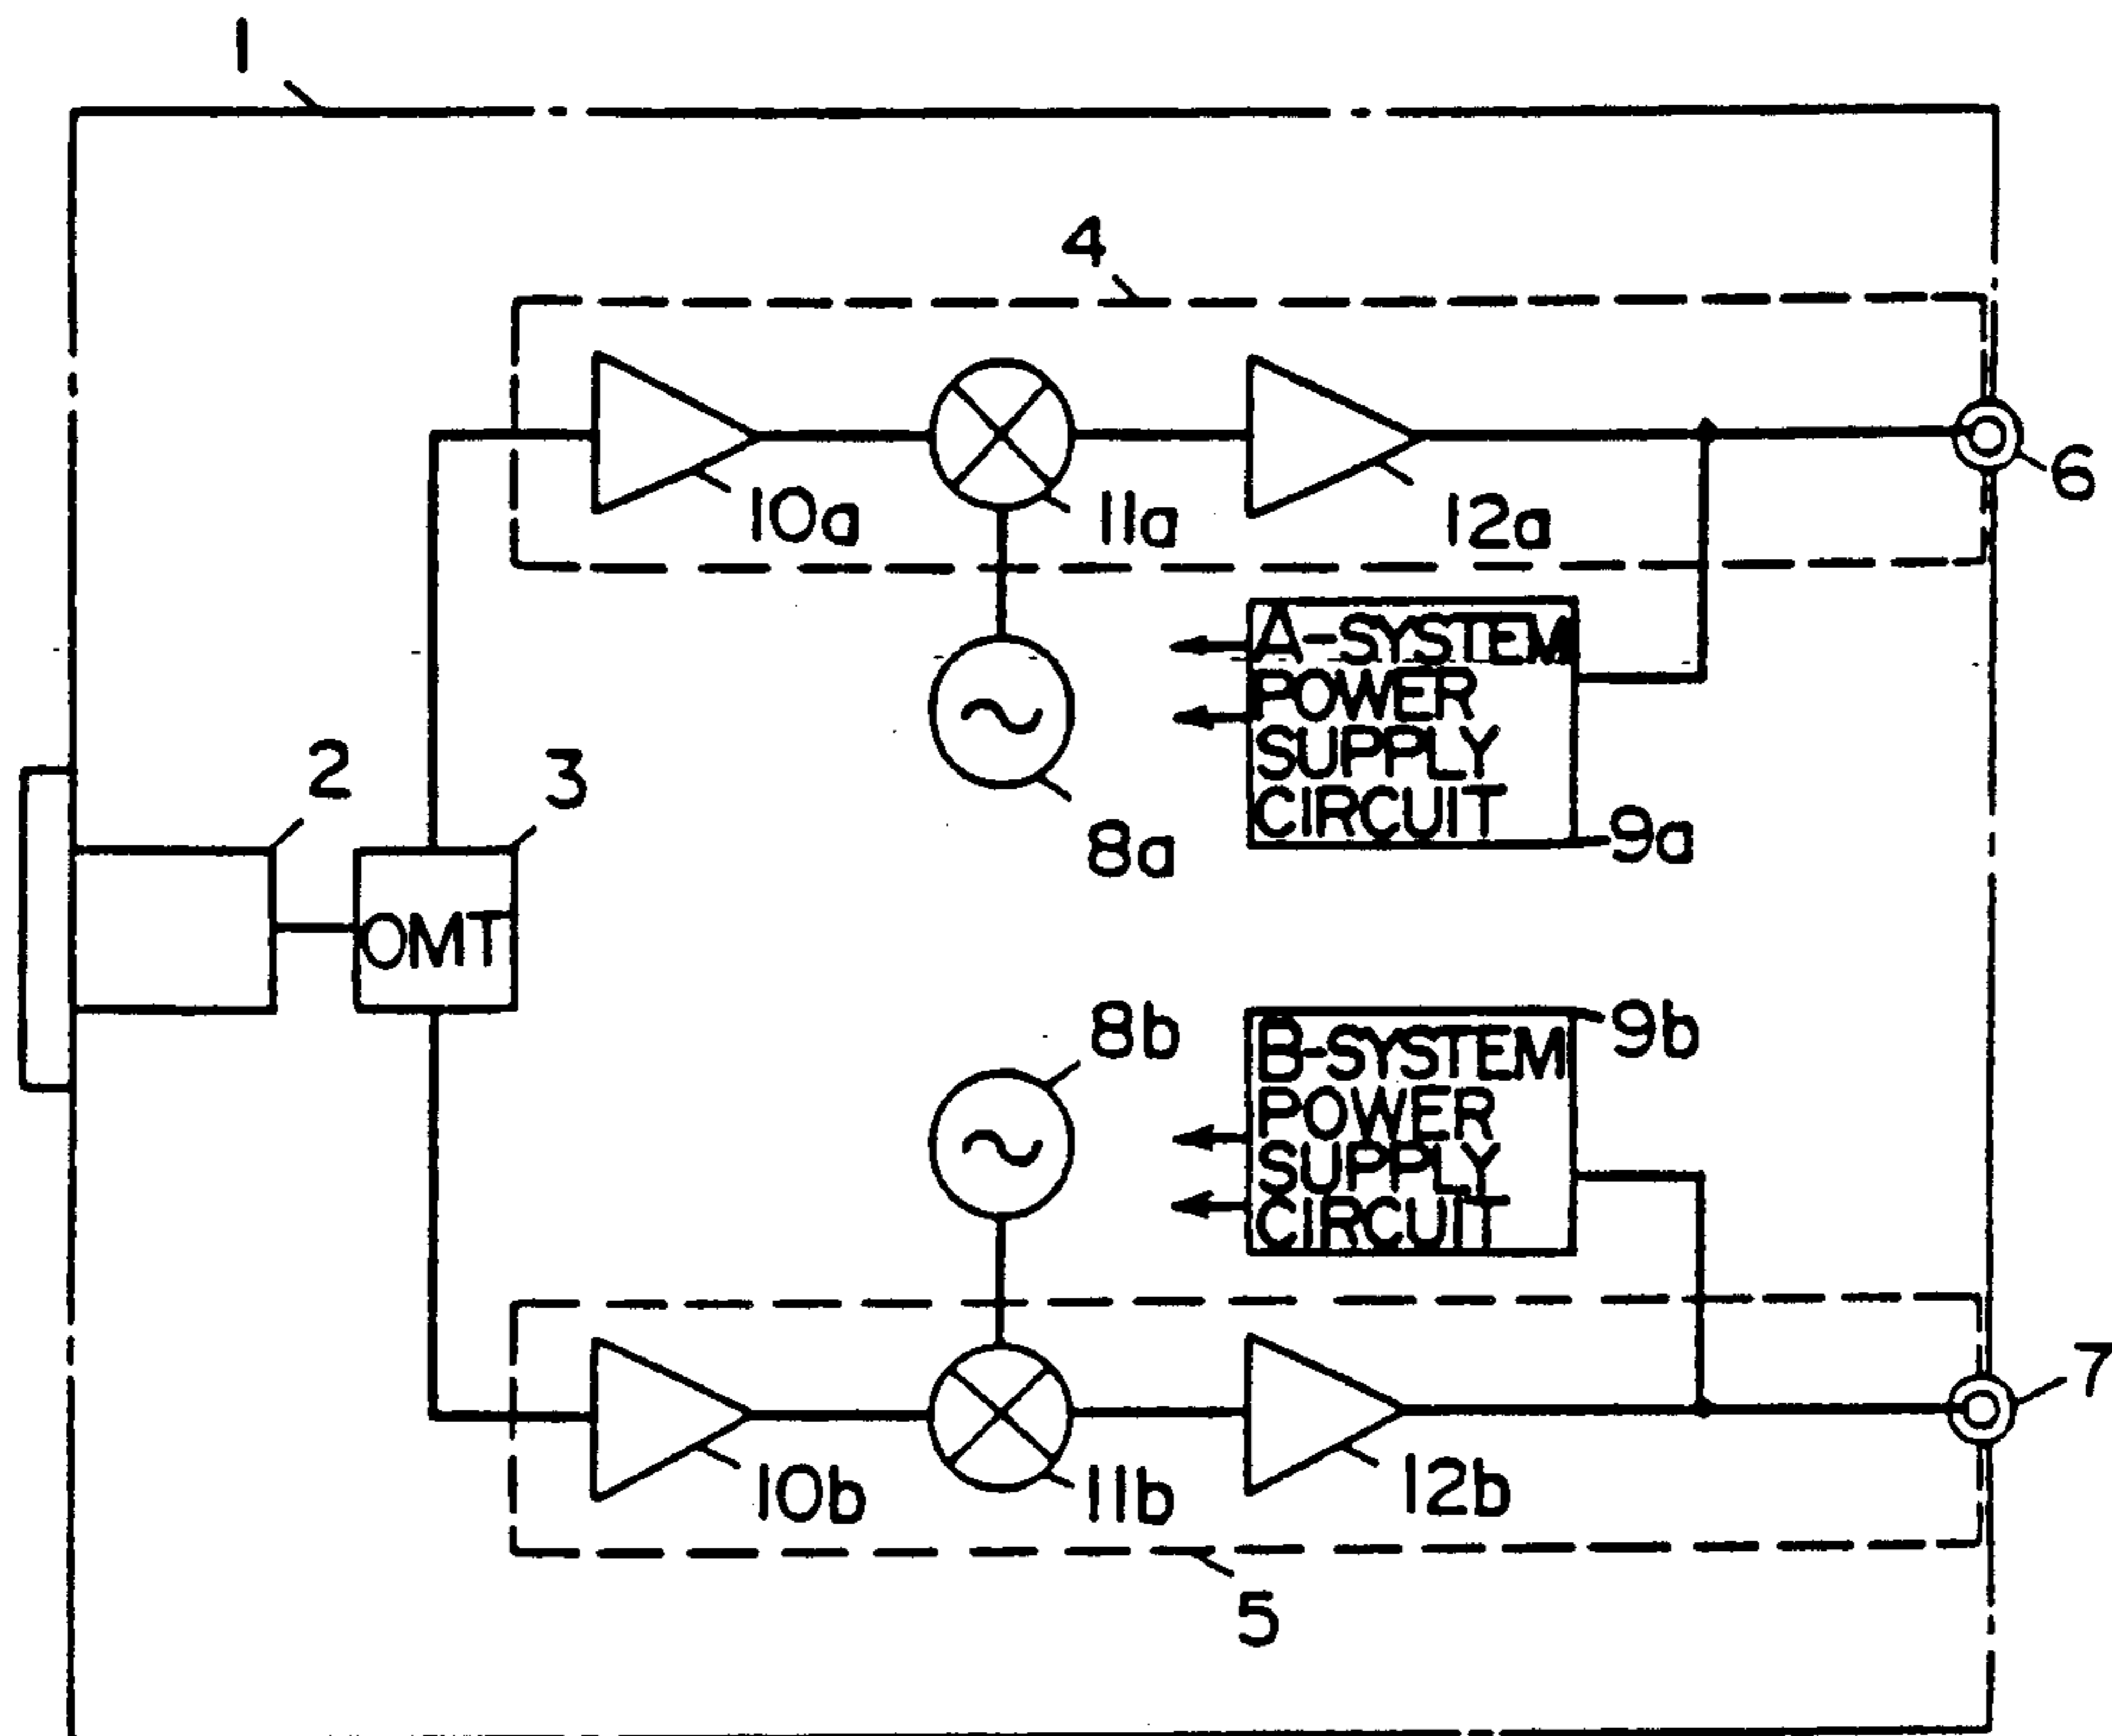 1
4
10a
11a
12a
6
A-SYSTEM
POWER
SUPPLY
CIRCUIT
8a
9a
2
3
OMT
8b
9b
B-SYSTEM
POWER
SUPPLY
CIRCUIT
7
10b
11b
12b
5